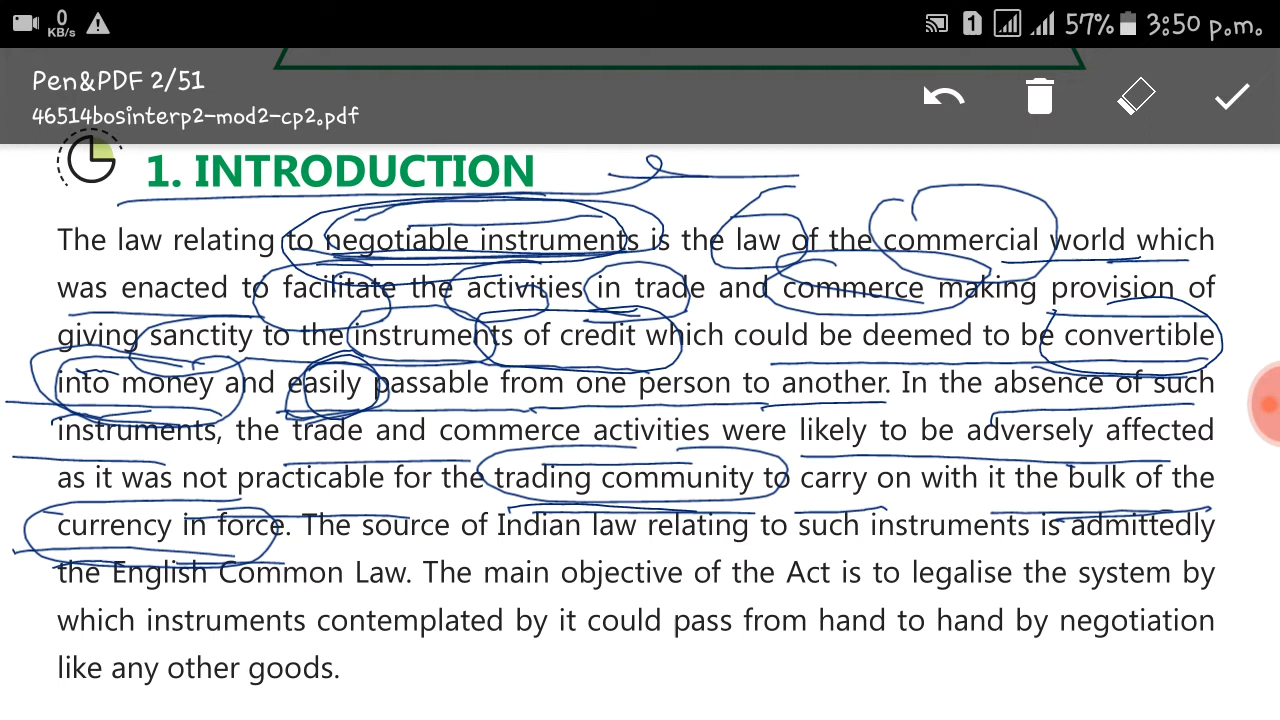 0
KB/s
1
57%
3:50 p.m.
Pen&PDF 2/51
46514bosinterp2-mod2-cp2.pdf
1. INTRODUCTION
The law relating to negotiable instruments is the law of the commercial world which
was enacted to facilitate the activities in trade and commerce making provision of
giving sanctity to the instruments of credit which could be deemed to be convertible
into money and easily passable from one person to another. In the absence of such
instruments, the trade and commerce activities were likely to be adversely affected
as it was not practicable for the trading community to carry on with it the bulk of the
currency in force. The source of Indian law relating to such instruments is admittedly
the English Common Law. The main objective of the Act is to legalise the system by
which instruments contemplated by it could pass from hand to hand by negotiation
like any other goods.